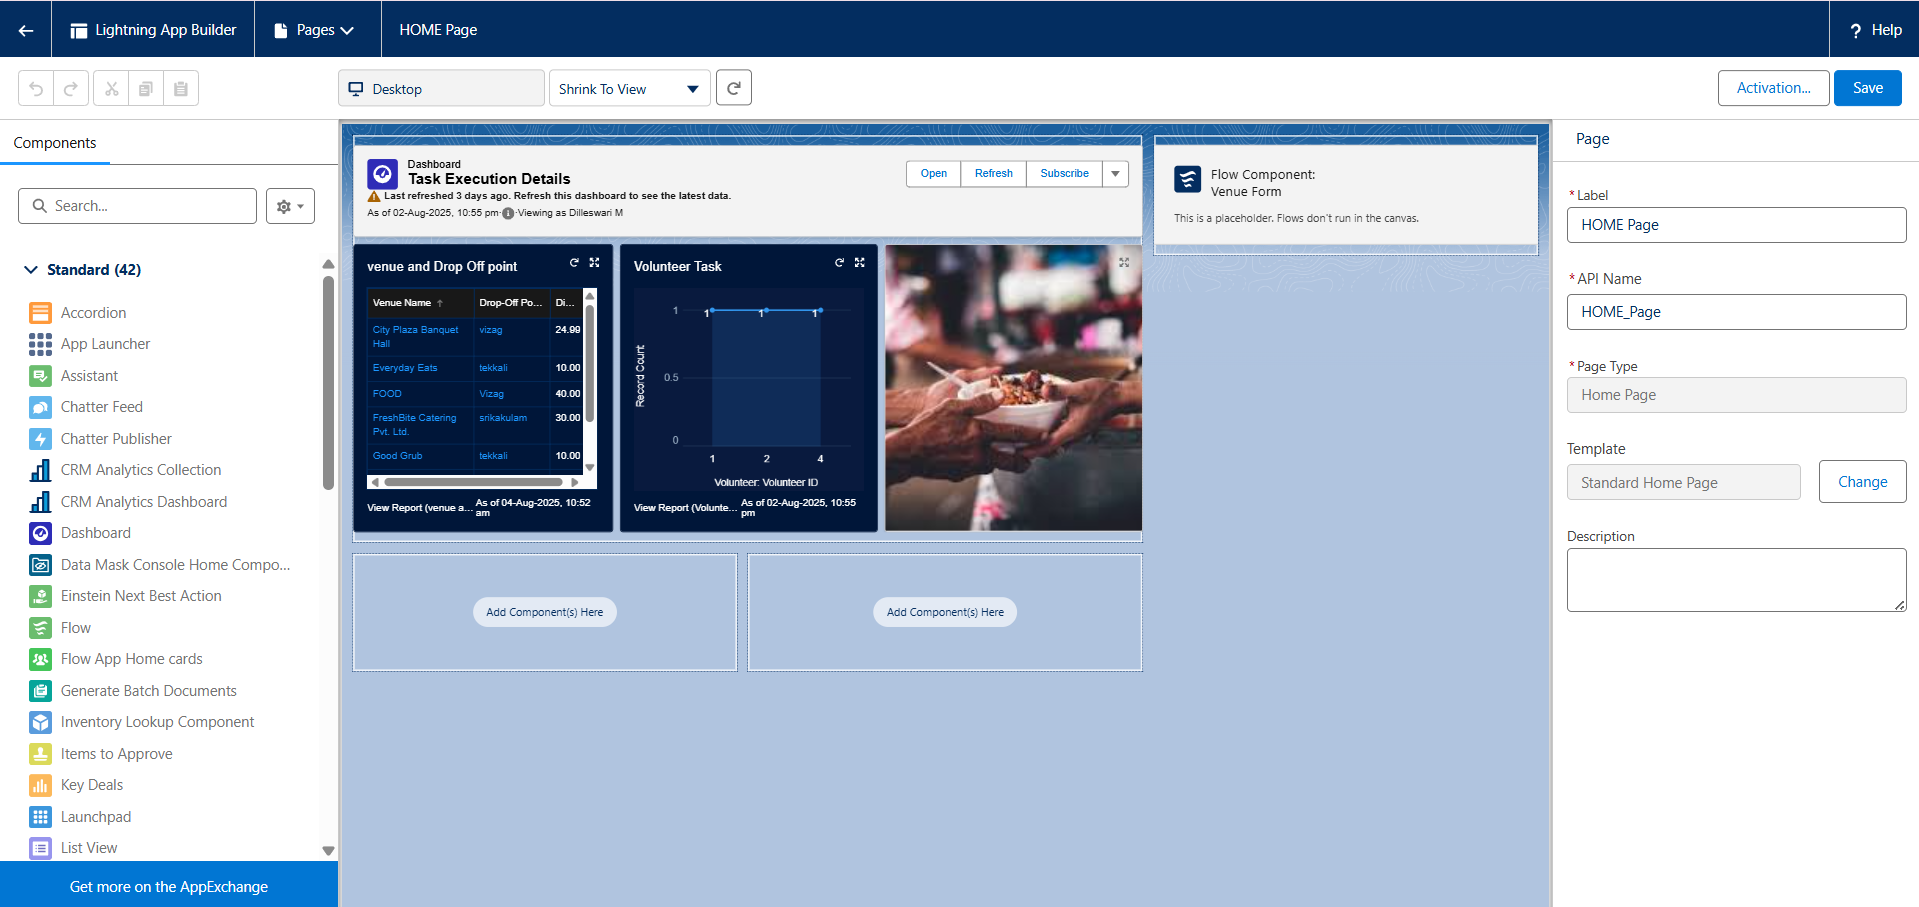 Lightning App Builder
Pages
HOME Page
? Help
Desktop
Shrink To View
Activation...
Save
Components
Search...
Standard (42)
Accordion
App Launcher
Assistant
Chatter Feed
Chatter Publisher
CRM Analytics Collection
CRM Analytics Dashboard
Dashboard
Data Mask Console Home Compo...
Einstein Next Best Action
Flow
Flow App Home cards
Generate Batch Documents
Inventory Lookup Component
Items to Approve
Key Deals
Launchpad
List View
Get more on the AppExchange
Dashboard
Task Execution Details
Last refreshed 3 days ago. Refresh this dashboard to see the latest data.
As of 02-Aug-2025, 10:55 pm·Viewing as Dilleswari M
Open
Refresh
Subscribe
venue and Drop Off point
Venue Name ↑ Drop-Off Po... Di...
City Plaza Banquet Hall vizag 24.99
Everyday Eats tekkali 10.00
FOOD Vizag 40.00
FreshBite Catering Pvt. Ltd. srikakulam 30.00
Good Grub tekkali 10.00
View Report (venue a...
As of 04-Aug-2025, 10:52 am
Volunteer Task
Record Count
1
0.5
0
1 1 1
1 2 4
Volunteer: Volunteer ID
View Report (Volunte...
As of 02-Aug-2025, 10:55 pm
Add Component(s) Here
Add Component(s) Here
Flow Component:
Venue Form
This is a placeholder. Flows don't run in the canvas.
Page
*Label
HOME Page
*API Name
HOME_Page
*Page Type
Home Page
Template
Standard Home Page
Change
Description